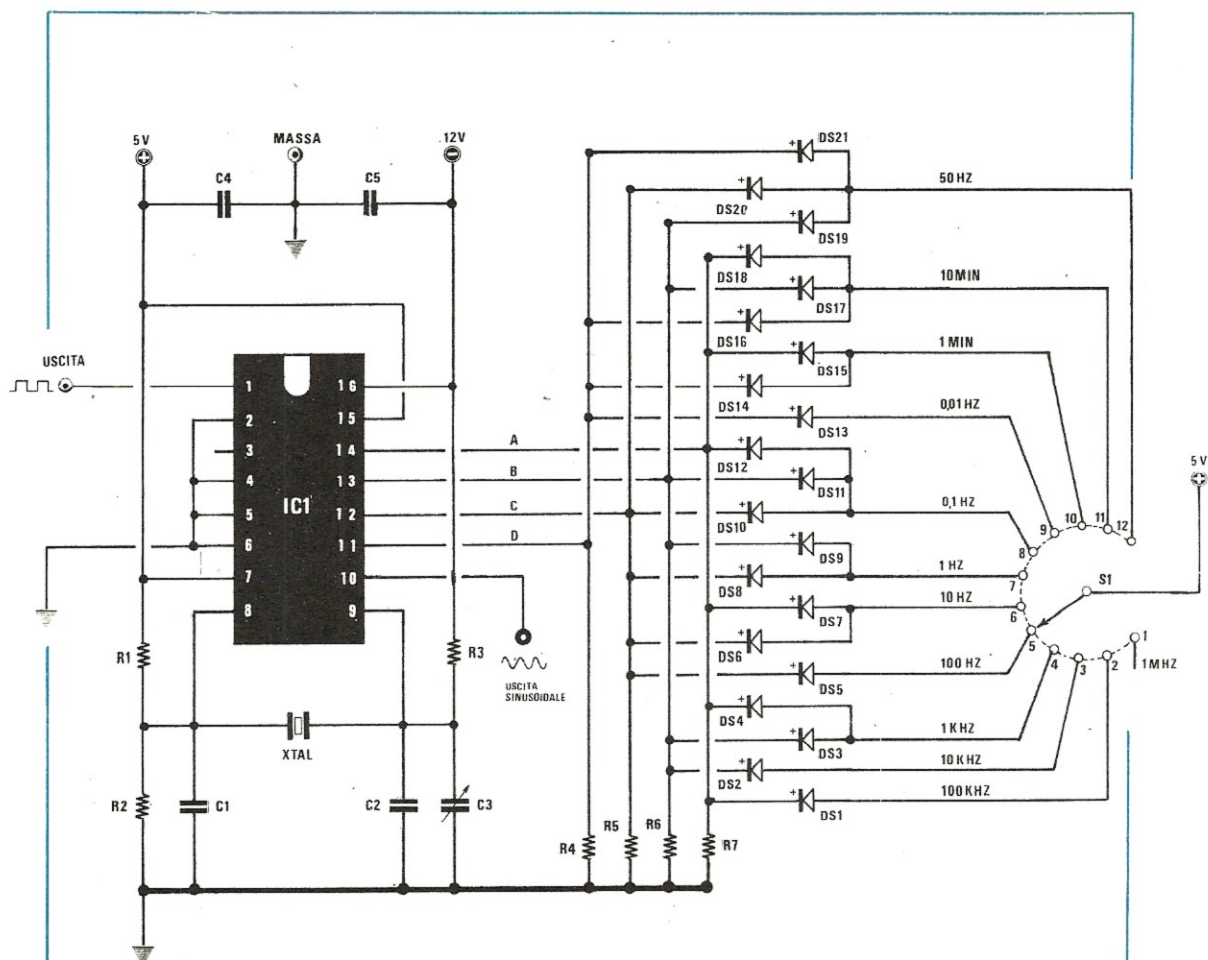 5V
MASSA
12V
C4
C5
USCITA
IC1
1
2
3
4
5
6
7
8
16
15
14
13
12
11
10
9
A
B
C
D
R1
R2
R3
USCITA
SINUSOIDALE
XTAL
C1
C2
C3
R4
R5
R6
R7
+ DS21
+ DS20
+ DS19
+ DS18
+ DS17
+ DS16
+ DS15
+ DS14
+ DS13
+ DS12
+ DS11
+ DS10
+ DS9
+ DS8
+ DS7
+ DS6
+ DS5
+ DS4
+ DS3
+ DS2
+ DS1
50 HZ
10 MIN
1 MIN
0,01 HZ
0,1 HZ
1 HZ
10 HZ
100 HZ
1 KHZ
10 KHZ
100 KHZ
1 MHZ
12
11
10
9
8
7
6
5
4
3
2
1
S1
5 V